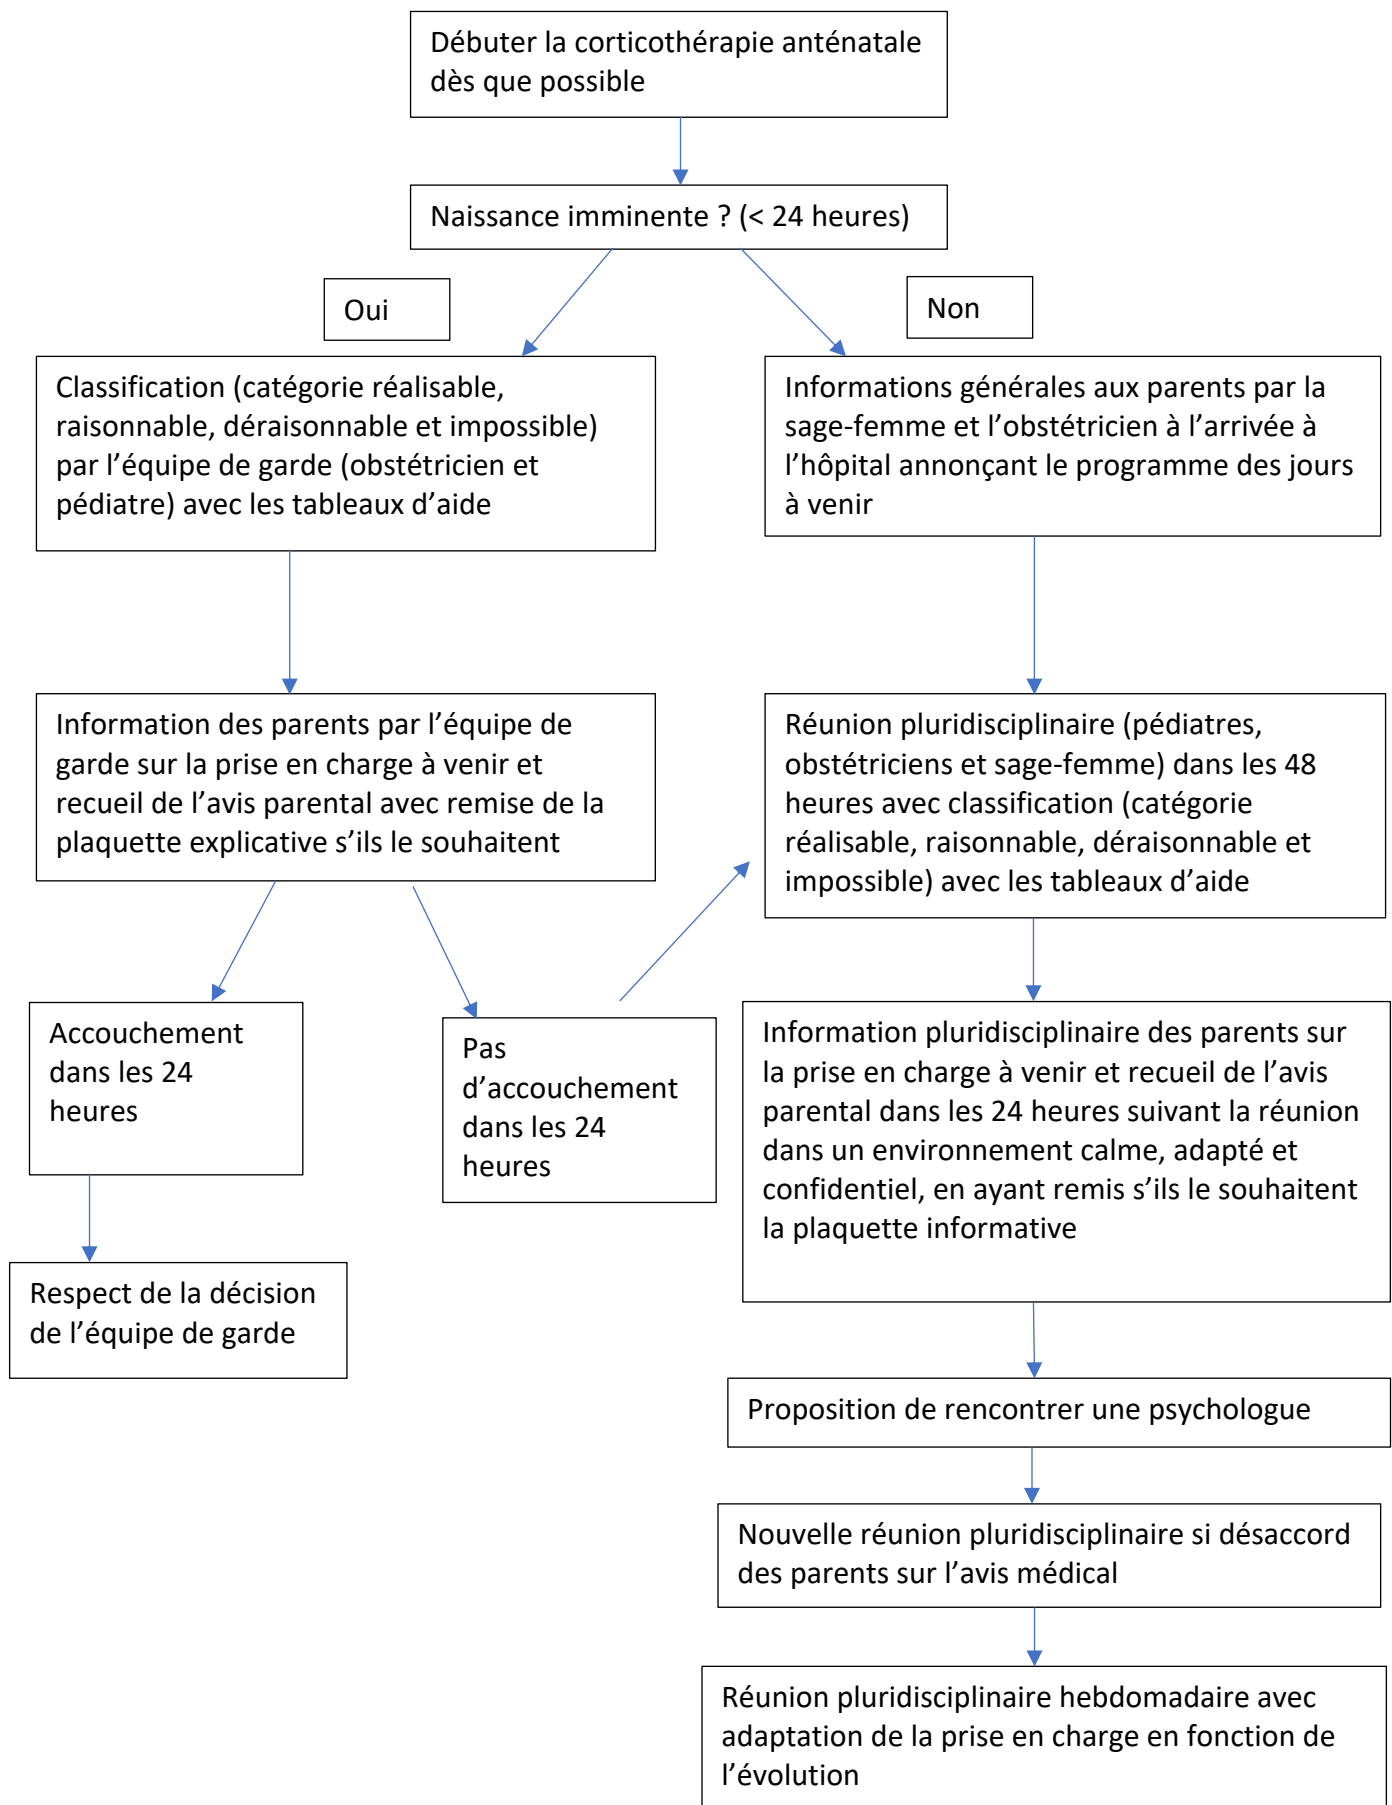 Débuter la corticothérapie anténatale
dès que possible
Naissance imminente ? (< 24 heures)
Oui
Non
Classification (catégorie réalisable,
raisonnable, déraisonnable et impossible)
par l’équipe de garde (obstétricien et
pédiatre) avec les tableaux d’aide
Informations générales aux parents par la
sage-femme et l’obstétricien à l’arrivée à
l’hôpital annonçant le programme des jours
à venir
Information des parents par l’équipe de
garde sur la prise en charge à venir et
recueil de l’avis parental avec remise de la
plaquette explicative s’ils le souhaitent
Réunion pluridisciplinaire (pédiatres,
obstétriciens et sage-femme) dans les 48
heures avec classification (catégorie
réalisable, raisonnable, déraisonnable et
impossible) avec les tableaux d’aide
Accouchement
dans les 24
heures
Pas
d’accouchement
dans les 24
heures
Information pluridisciplinaire des parents sur
la prise en charge à venir et recueil de l’avis
parental dans les 24 heures suivant la réunion
dans un environnement calme, adapté et
confidentiel, en ayant remis s’ils le souhaitent
la plaquette informative
Respect de la décision
de l’équipe de garde
Proposition de rencontrer une psychologue
Nouvelle réunion pluridisciplinaire si désaccord
des parents sur l’avis médical
Réunion pluridisciplinaire hebdomadaire avec
adaptation de la prise en charge en fonction de
l’évolution